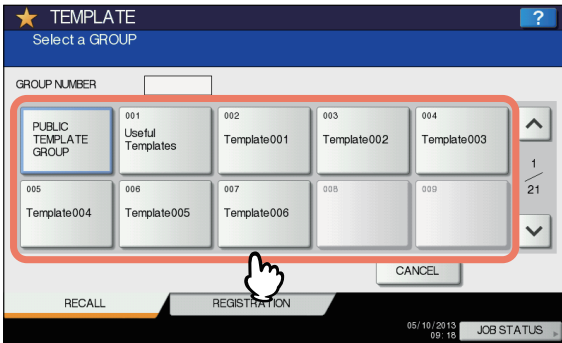 TEMPLATE
?
Select a GROUP
GROUP NUMBER
PUBLIC
TEMPLATE
GROUP
001
Useful
Templates
002
Template001
003
Template002
004
Template003
1
21
005
Template004
006
Template005
007
Template006
008
009
CANCEL
RECALL
REGISTRATION
05/10/2013
09:18
JOB STATUS